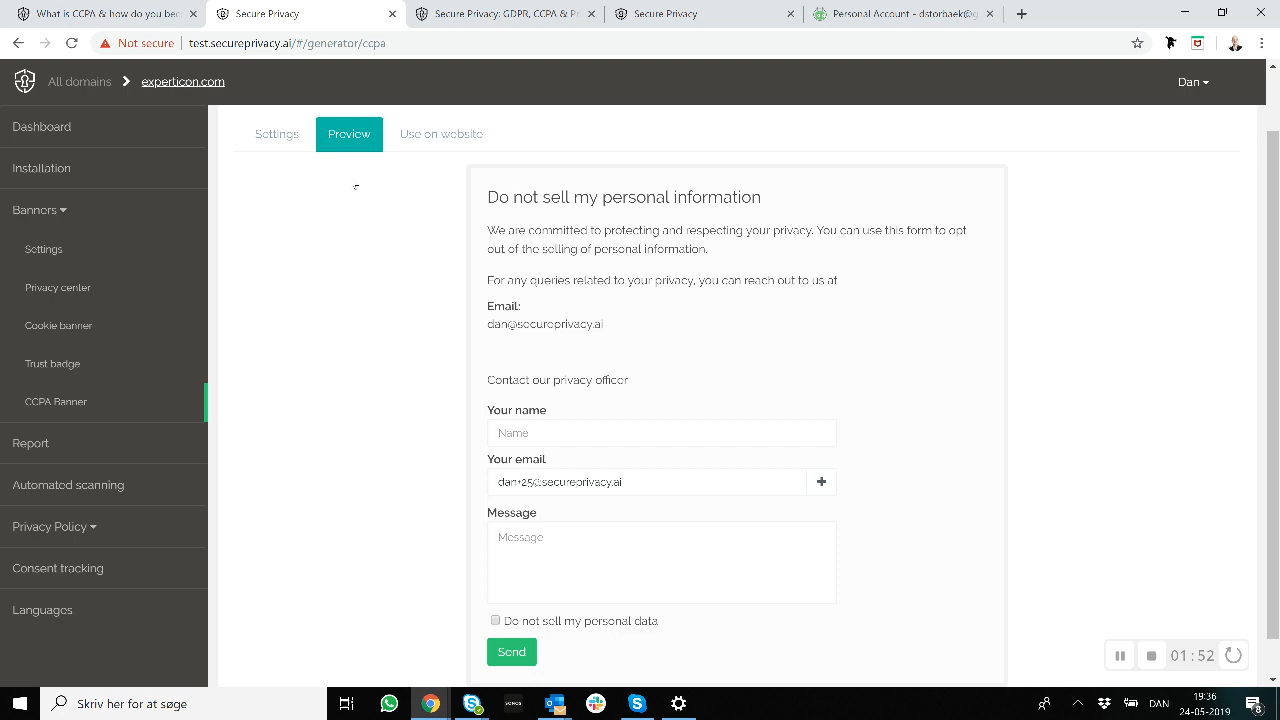 What is CCPA and how do you bec
Secure Privacy
Secure Privacy: GDPR, CCPA & Pr
Secure Privacy
Personal Account - dstorbaek@g
Not secure
test.secureprivacy.ai/#/generator/ccpa
All domains
experticon.com
Dan
Dashboard
Installation
Banners
Settings
Privacy center
Cookie banner
Trust badge
CCPA Banner
Report
Automated scanning
Privacy Policy
Consent tracking
Languages
Settings
Preview
Use on website
Do not sell my personal information
We are committed to protecting and respecting your privacy. You can use this form to opt
out of the selling of personal information.
For any queries related to your privacy, you can reach out to us at
Email:
dan@secureprivacy.ai
Contact our privacy officer
Your name
Name
Your email
dan+25@secureprivacy.ai
Message
Message
Do not sell my personal data
Send
01:52
Skriv her for at søge
SONOS
DAN
19:36
24-05-2019
8